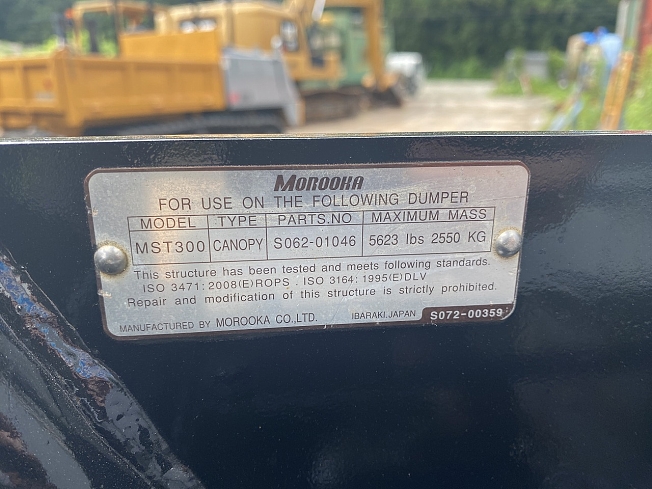 MOROOKA
FOR USE ON THE FOLLOWING DUMPER
MODEL TYPE PARTS.NO MAXIMUM MASS
MST300 CANOPY S062-01046 5623 lbs 2550 KG
This structure has been tested and meets following standards.
ISO 3471:2008(E)ROPS . ISO 3164:1995(E)DLV
Repair and modification of this structure is strictly prohibited.
MANUFACTURED BY MOROOKA CO.,LTD. IBARAKI,JAPAN S072-00359